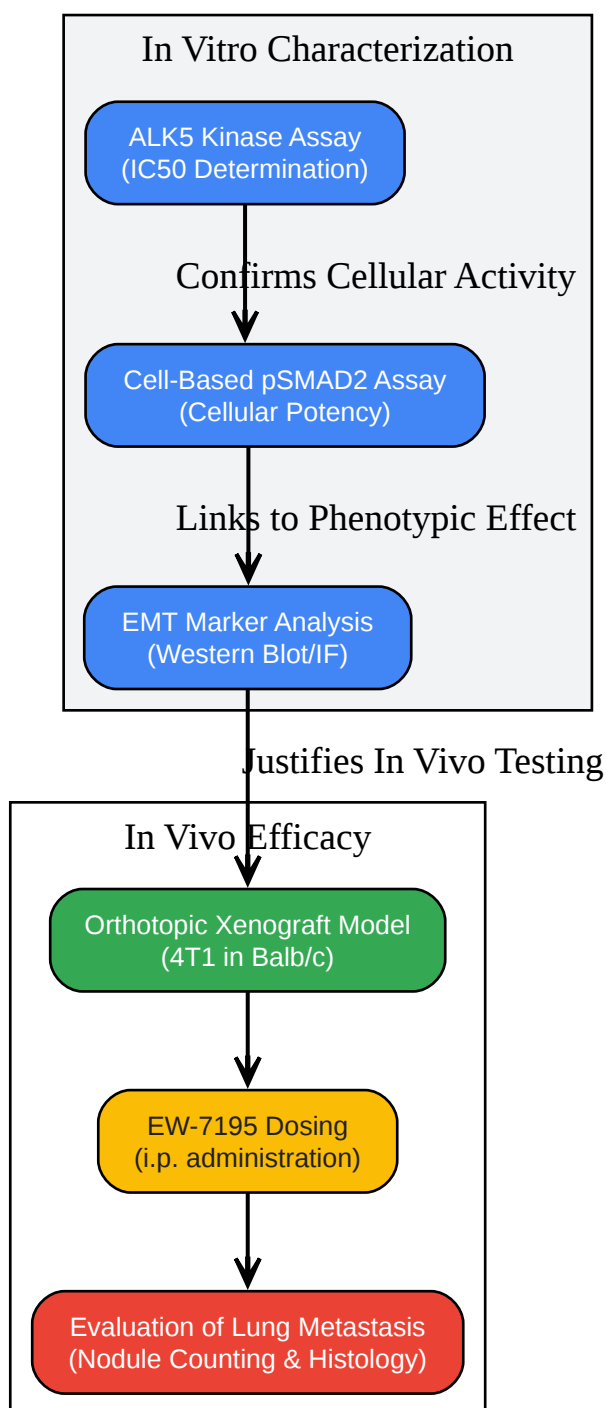 In Vitro Characterization
ALK5 Kinase Assay
(IC50 Determination)
Confirms Cellular Activity
Cell-Based pSMAD2 Assay
(Cellular Potency)
Links to Phenotypic Effect
EMT Marker Analysis
(Western Blot/IF)
Justifies In Vivo Testing
In Vivo Efficacy
Orthotopic Xenograft Model
(4T1 in Balb/c)
EW-7195 Dosing
(i.p. administration)
Evaluation of Lung Metastasis
(Nodule Counting & Histology)